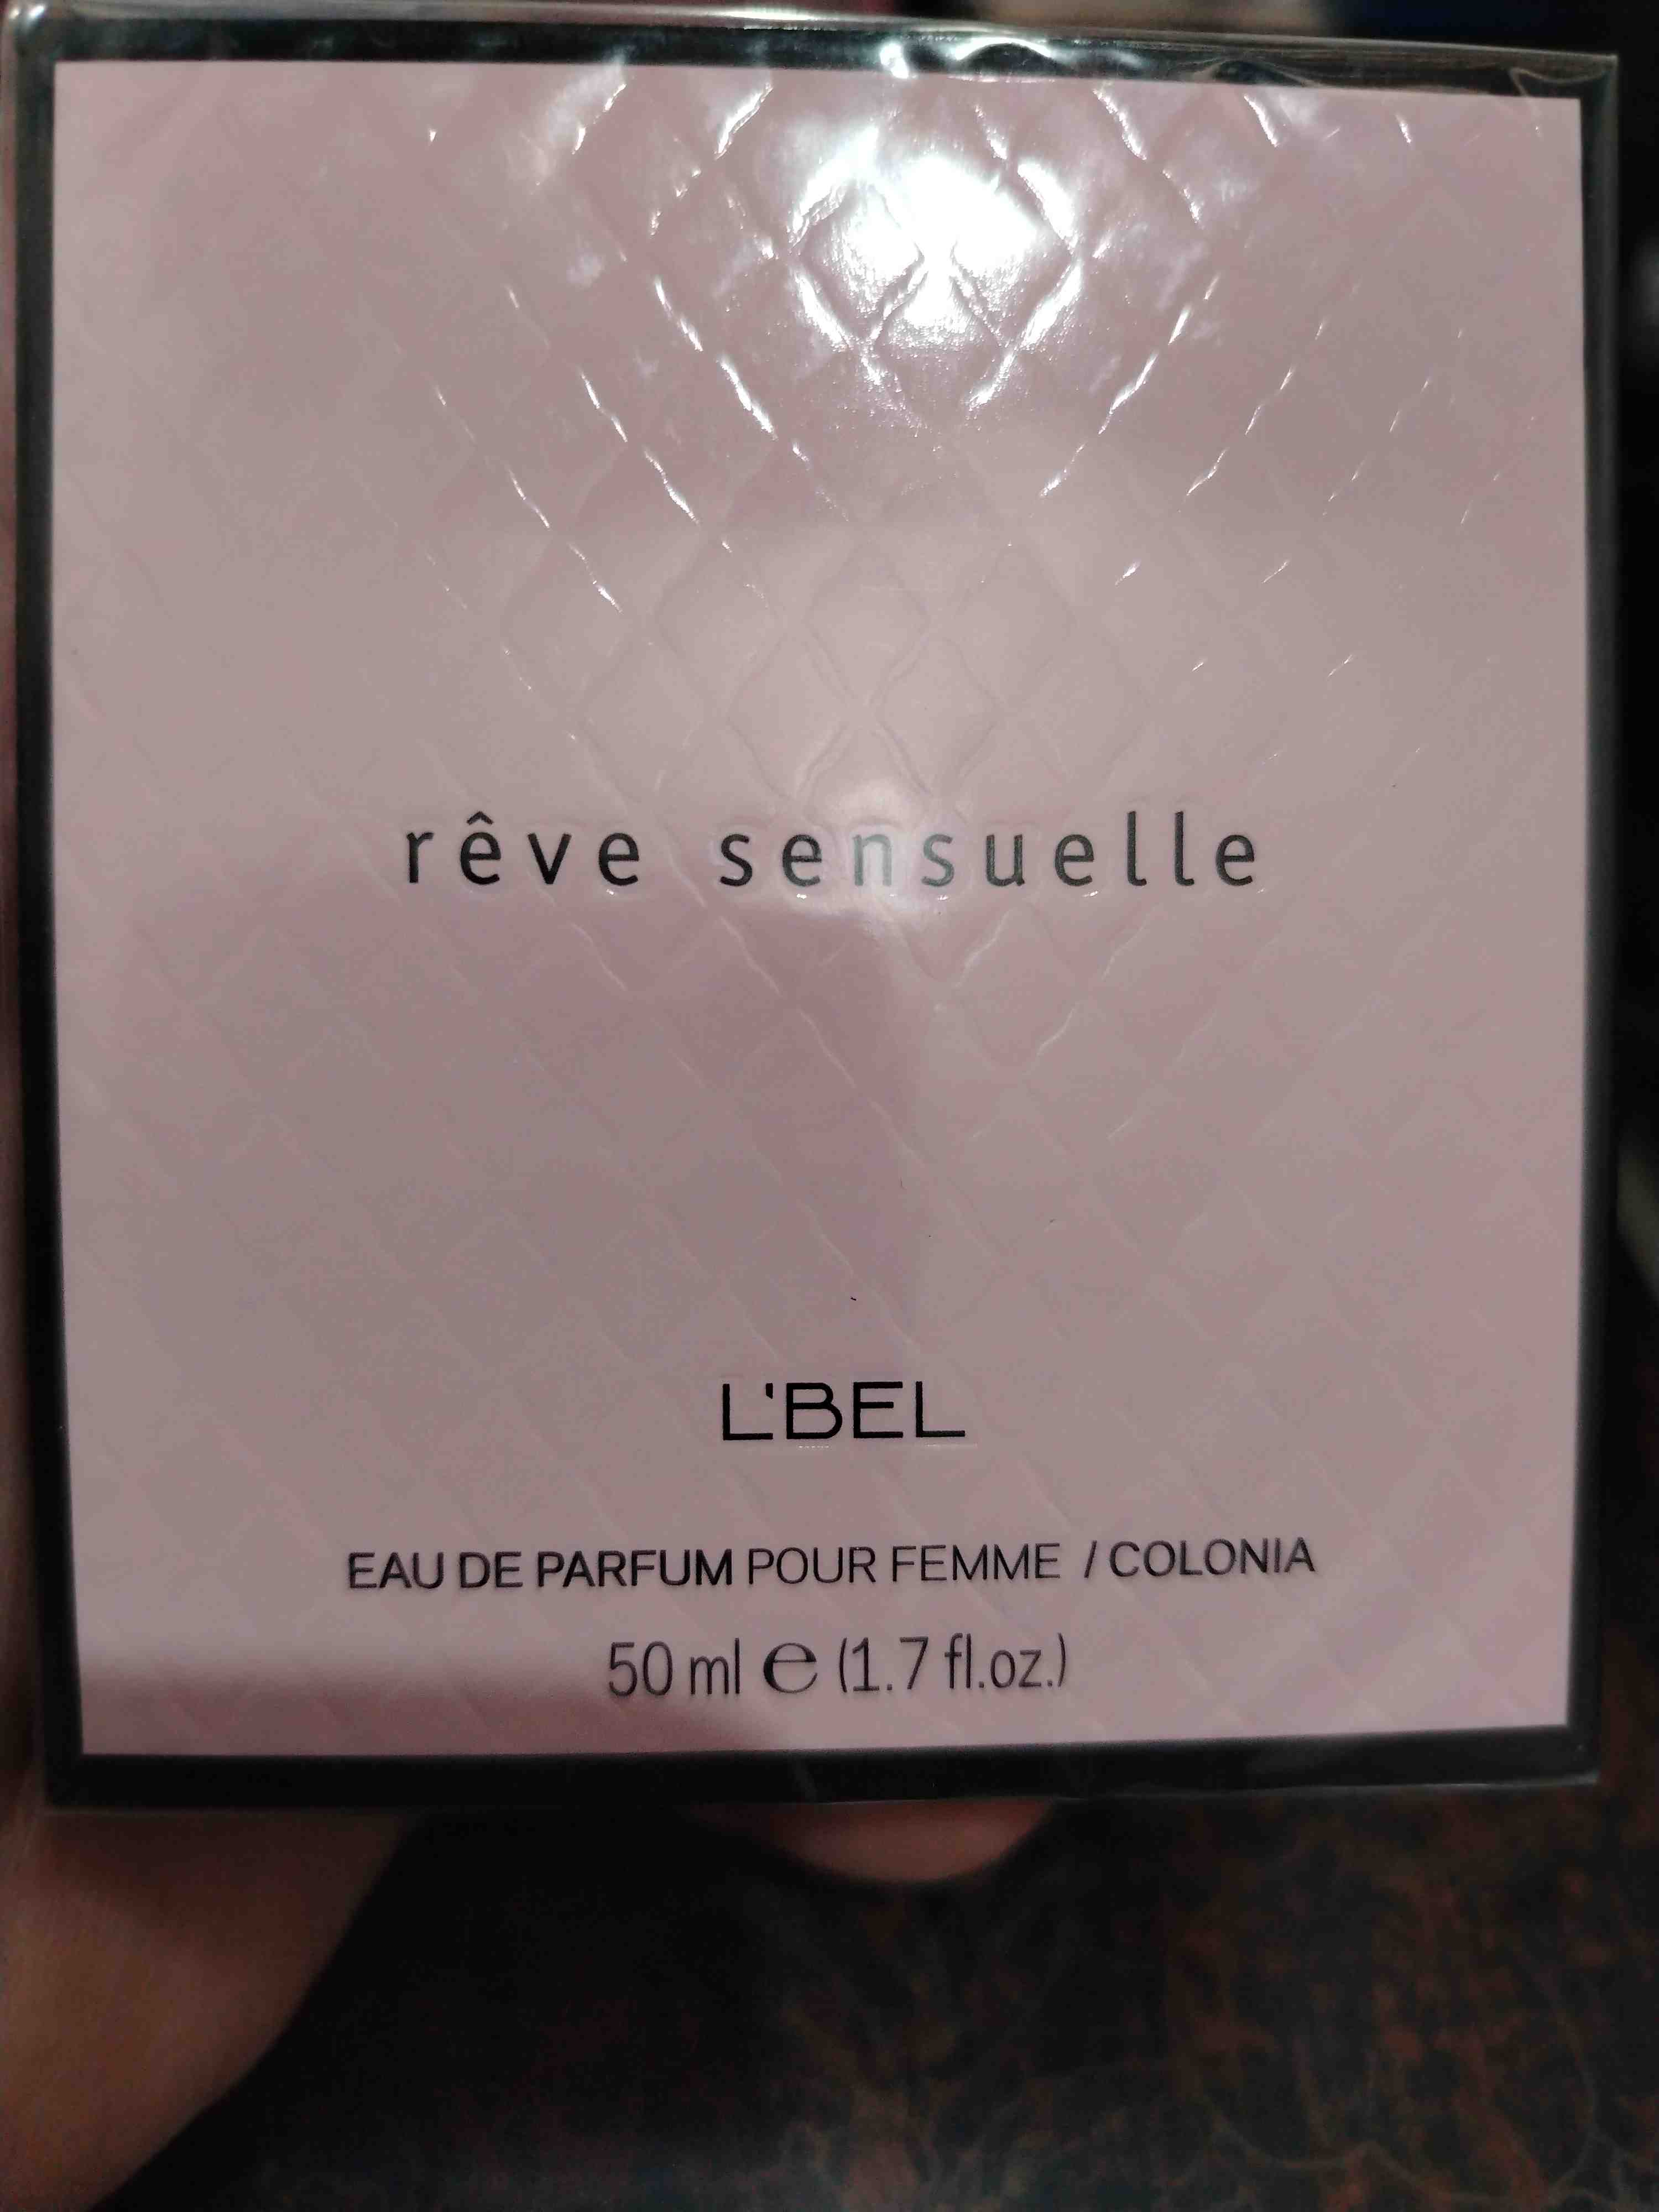 rêve sensuelle
L'BEL
EAU DE PARFUM POUR FEMME / COLONIA
50 ml ℮ (1.7 fl.oz.)